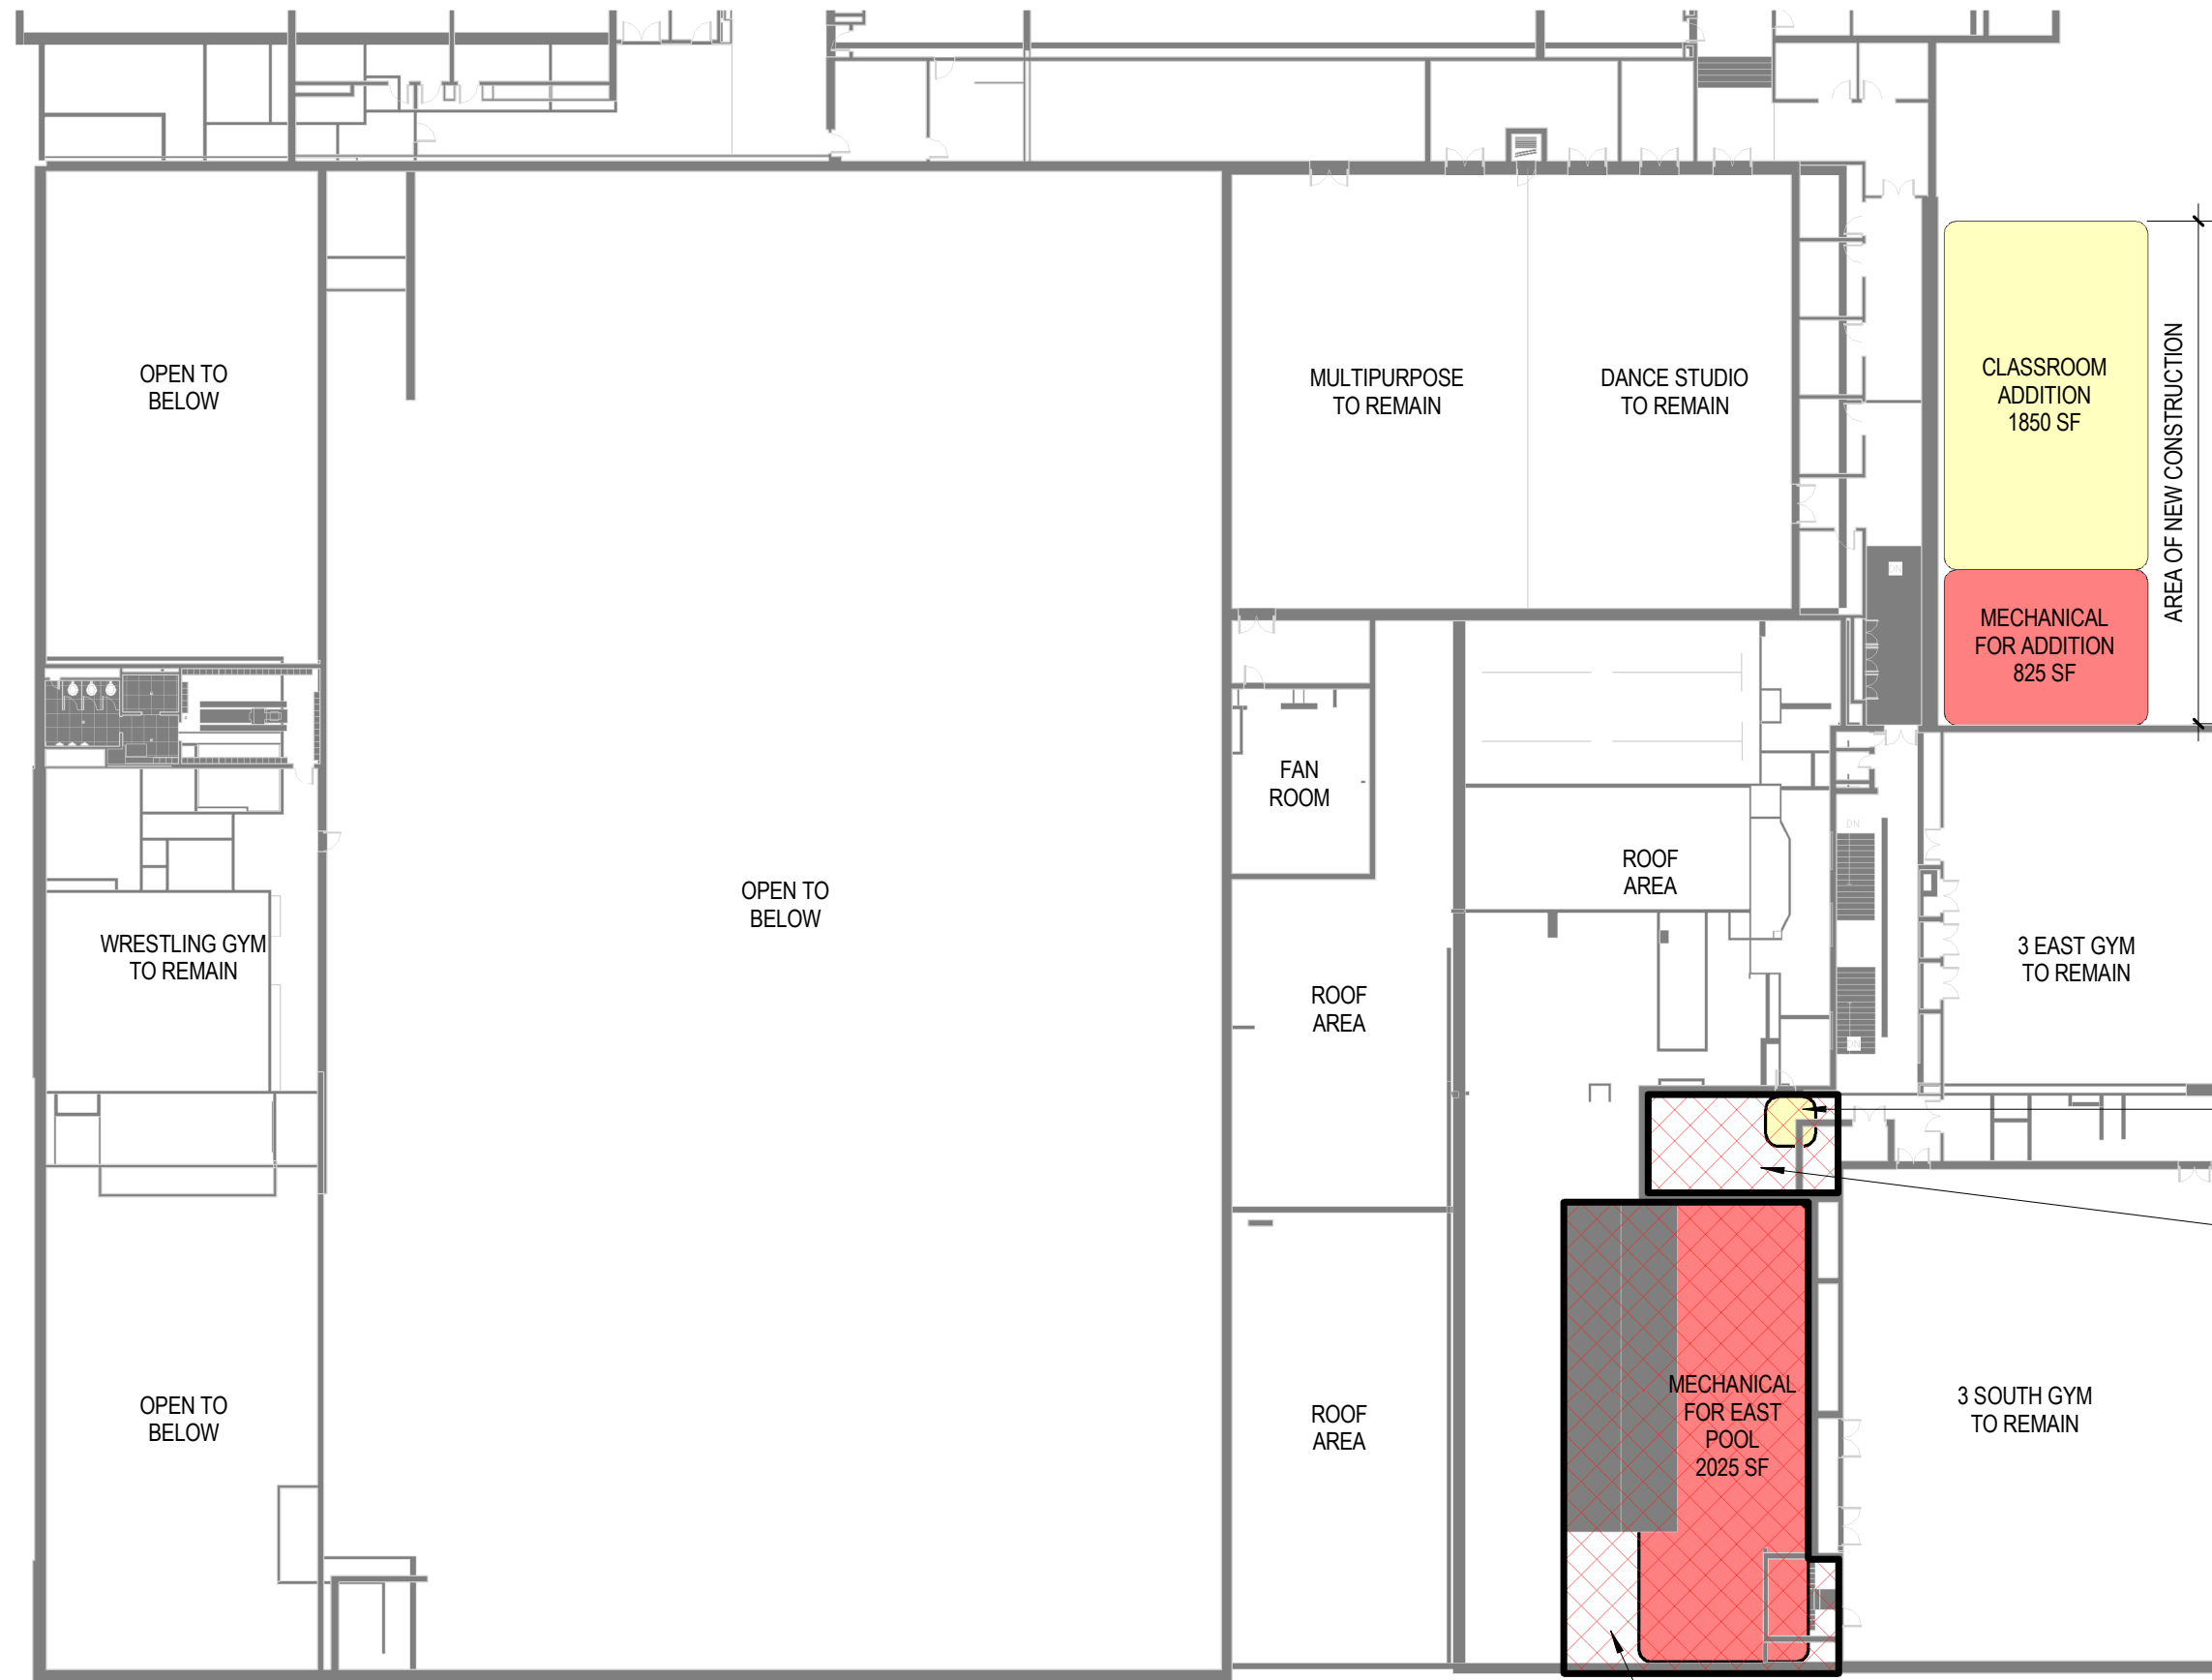 OPEN TO
BELOW
MULTIPURPOSE
TO REMAIN
DANCE STUDIO
TO REMAIN
CLASSROOM
ADDITION
1850 SF
AREA OF NEW CONSTRUCTION
DN
MECHANICAL
FOR ADDITION
825 SF
FAN
ROOM
DN
ROOF
AREA
OPEN TO
BELOW
WRESTLING GYM
TO REMAIN
3 EAST GYM
TO REMAIN
ROOF
AREA
DN
OPEN TO
BELOW
ROOF
AREA
MECHANICAL
FOR EAST
POOL
2025 SF
3 SOUTH GYM
TO REMAIN